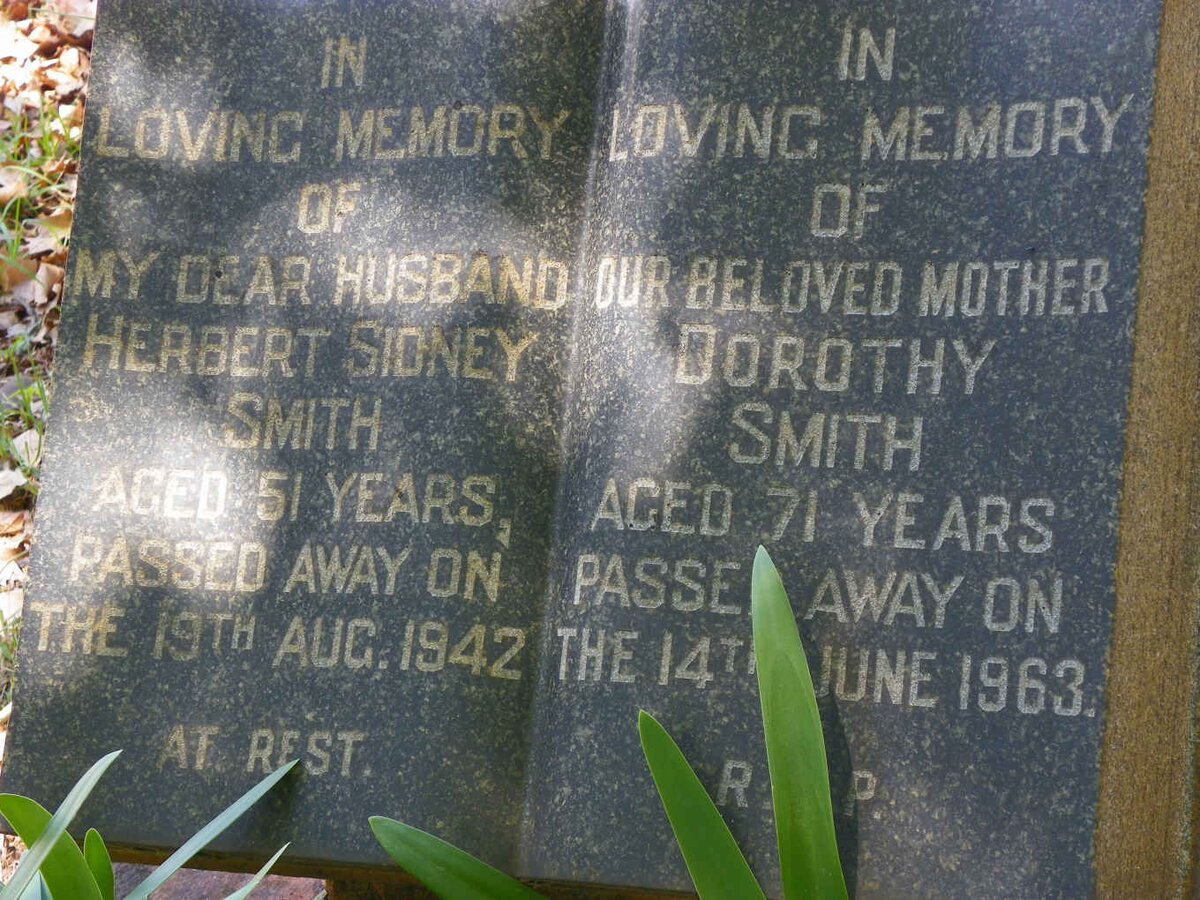 IN
LOVING MEMORY
OF
MY DEAR HUSBAND
HERBERT SIDNEY
SMITH
AGED 51 YEARS,
PASSED AWAY ON
THE 19TH AUG. 1942
AT REST.
IN
LOVING MEMORY
OF
OUR BELOVED MOTHER
DOROTHY
SMITH
AGED 71 YEARS
PASSE AWAY ON
THE 14TH JUNE 1963.
R P